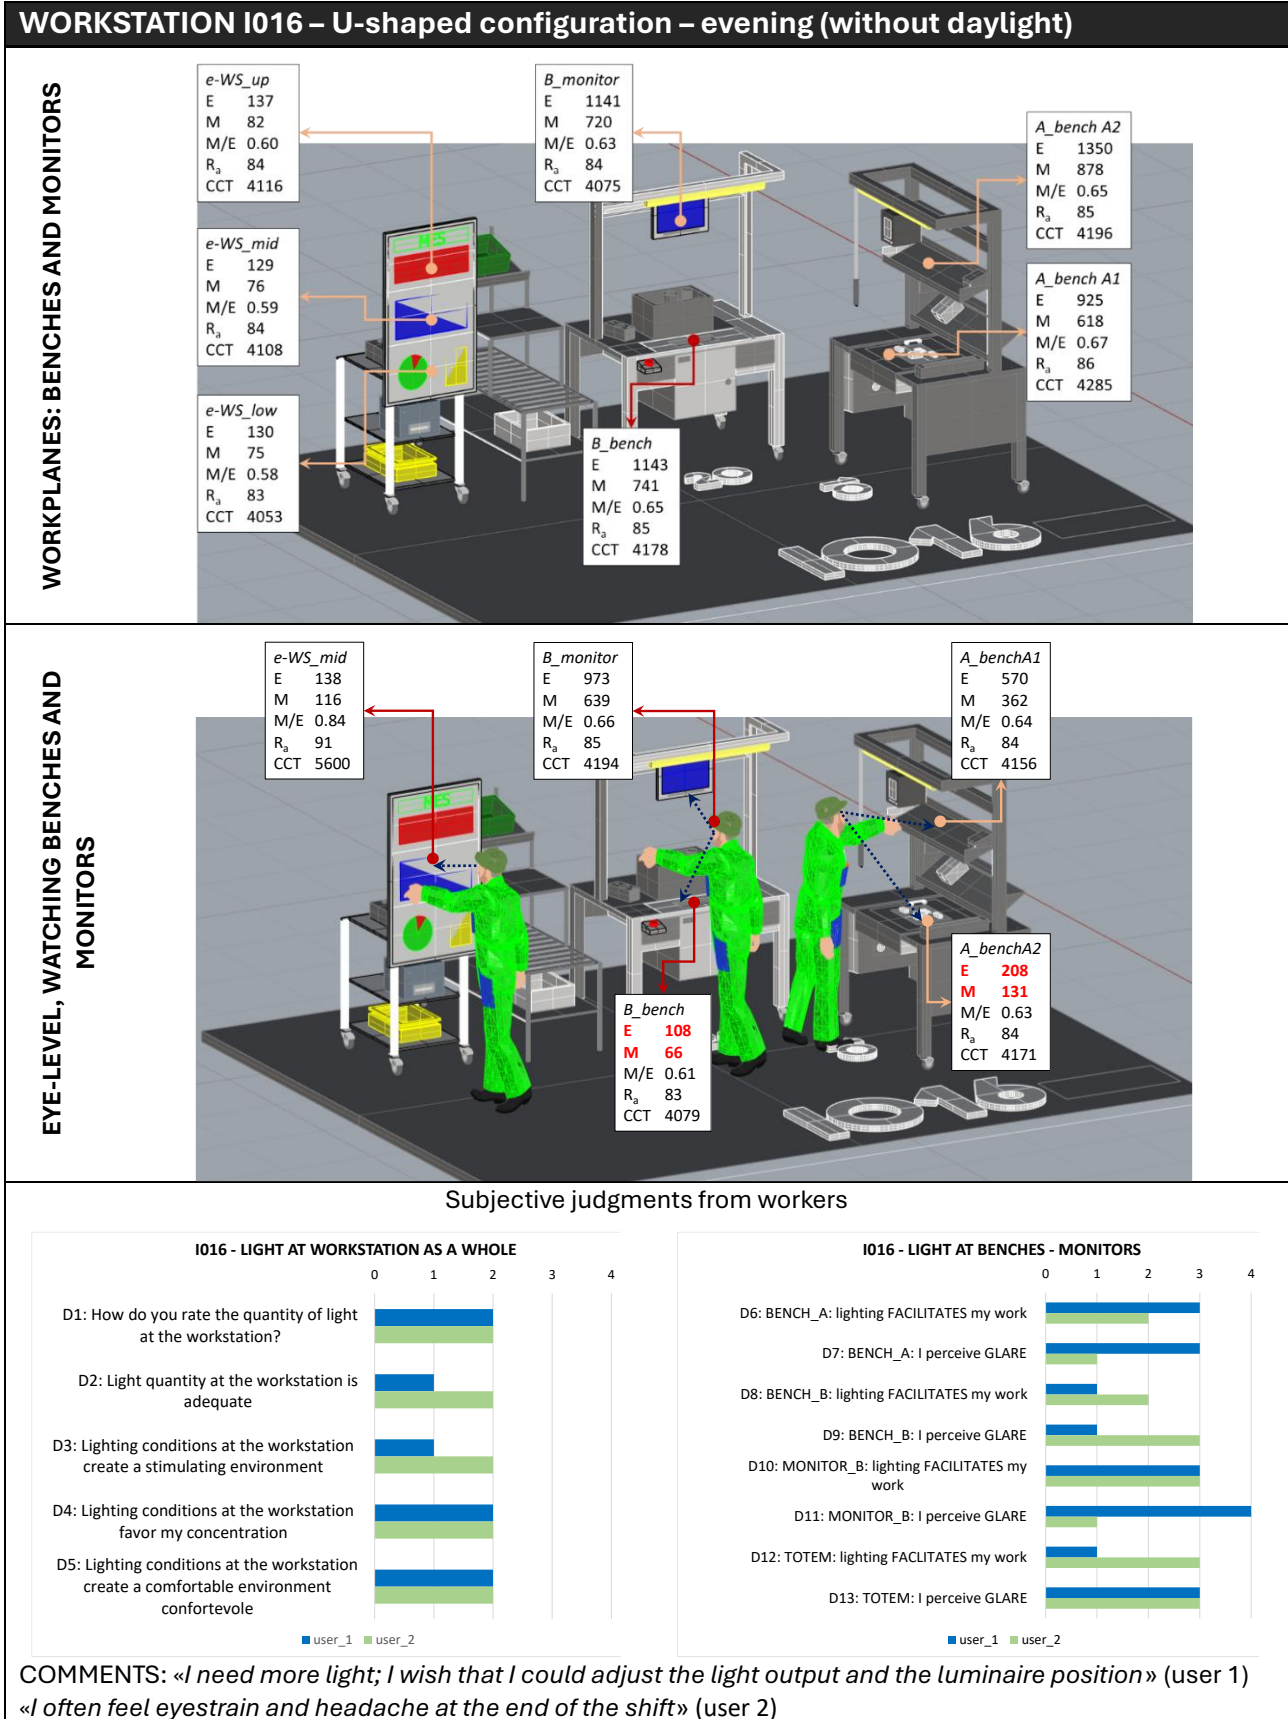 WORKSTATION I016 – U-shaped configuration – evening (without daylight)
WORKPLANES: BENCHES AND MONITORS
e-WS_up
E 137
M 82
M/E 0.60
Ra 84
CCT 4116
B_monitor
E 1141
M 720
M/E 0.63
Ra 84
CCT 4075
A_bench A2
E 1350
M 878
M/E 0.65
Ra 85
CCT 4196
e-WS_mid
E 129
M 76
M/E 0.59
Ra 84
CCT 4108
A_bench A1
E 925
M 618
M/E 0.67
Ra 86
CCT 4285
e-WS_low
E 130
M 75
M/E 0.58
Ra 83
CCT 4053
B_bench
E 1143
M 741
M/E 0.65
Ra 85
CCT 4178
MES
1016
EYE-LEVEL, WATCHING BENCHES AND
MONITORS
e-WS_mid
E 138
M 116
M/E 0.84
Ra 91
CCT 5600
B_monitor
E 973
M 639
M/E 0.66
Ra 85
CCT 4194
A_benchA1
E 570
M 362
M/E 0.64
Ra 84
CCT 4156
B_bench
E 108
M 66
M/E 0.61
Ra 83
CCT 4079
A_benchA2
E 208
M 131
M/E 0.63
Ra 84
CCT 4171
MES
1016
Subjective judgments from workers
I016 - LIGHT AT WORKSTATION AS A WHOLE
0 1 2 3 4
D1: How do you rate the quantity of light
at the workstation?
D2: Light quantity at the workstation is
adequate
D3: Lighting conditions at the workstation
create a stimulating environment
D4: Lighting conditions at the workstation
favor my concentration
D5: Lighting conditions at the workstation
create a comfortable environment
confortevole
user_1 user_2
I016 - LIGHT AT BENCHES - MONITORS
0 1 2 3 4
D6: BENCH_A: lighting FACILITATES my work
D7: BENCH_A: I perceive GLARE
D8: BENCH_B: lighting FACILITATES my work
D9: BENCH_B: I perceive GLARE
D10: MONITOR_B: lighting FACILITATES my
work
D11: MONITOR_B: I perceive GLARE
D12: TOTEM: lighting FACILITATES my work
D13: TOTEM: I perceive GLARE
user_1 user_2
COMMENTS: «I need more light; I wish that I could adjust the light output and the luminaire position» (user 1)
«I often feel eyestrain and headache at the end of the shift» (user 2)